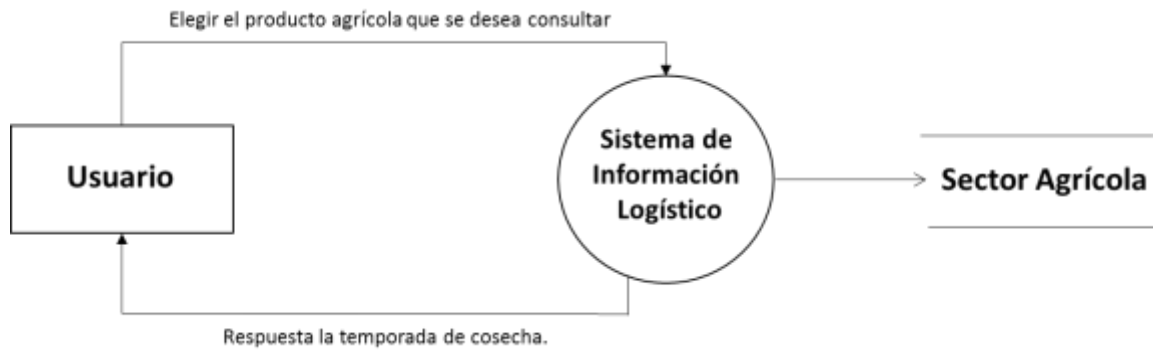 Elegir el producto agrícola que se desea consultar
Usuario
Sistema de
Información
Logístico
Sector Agrícola
Respuesta la temporada de cosecha.